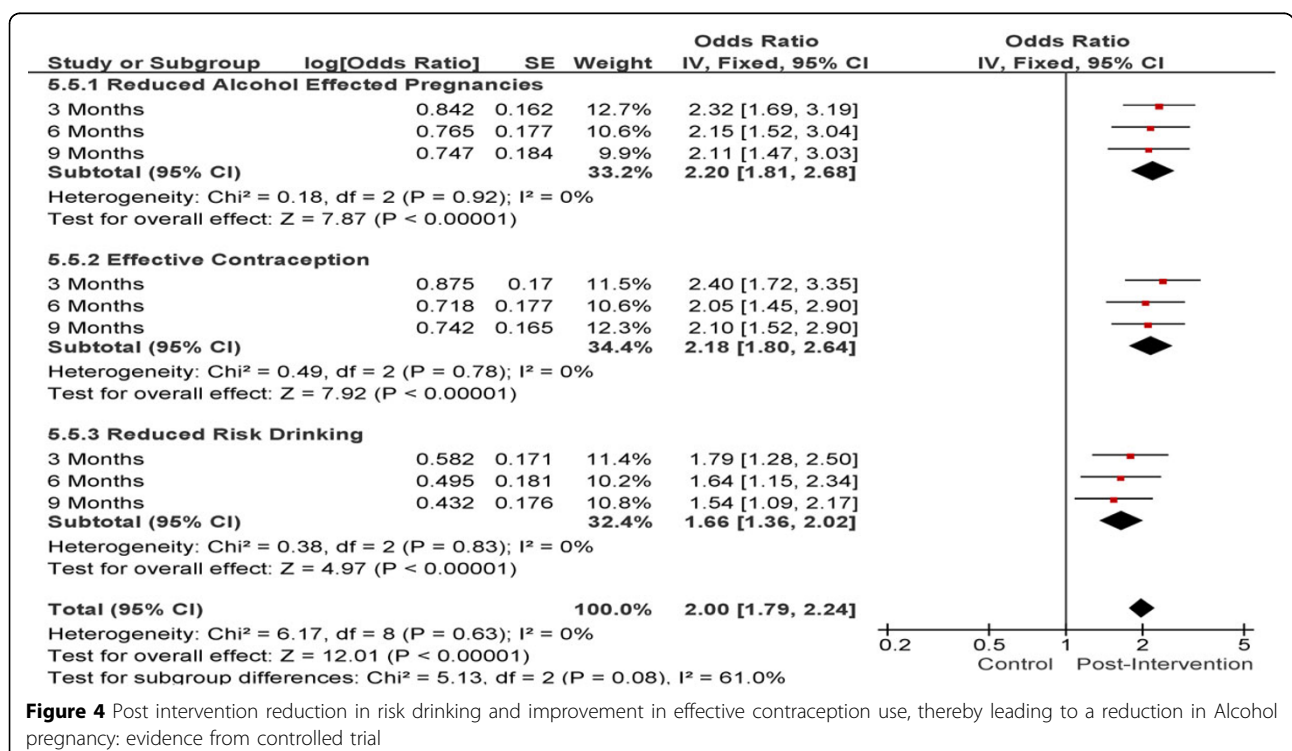 Odds Ratio Odds Ratio
Study or Subgroup log[Odds Ratio] SE Weight IV, Fixed, 95% CI IV, Fixed, 95% CI
5.5.1 Reduced Alcohol Effected Pregnancies
3 Months 0.842 0.162 12.7% 2.32 [1.69, 3.19]
6 Months 0.765 0.177 10.6% 2.15 [1.52, 3.04]
9 Months 0.747 0.184 9.9% 2.11 [1.47, 3.03]
Subtotal (95% CI) 33.2% 2.20 [1.81, 2.68]
Heterogeneity: Chi² = 0.18, df = 2 (P = 0.92); I² = 0%
Test for overall effect: Z = 7.87 (P < 0.00001)
5.5.2 Effective Contraception
3 Months 0.875 0.17 11.5% 2.40 [1.72, 3.35]
6 Months 0.718 0.177 10.6% 2.05 [1.45, 2.90]
9 Months 0.742 0.165 12.3% 2.10 [1.52, 2.90]
Subtotal (95% CI) 34.4% 2.18 [1.80, 2.64]
Heterogeneity: Chi² = 0.49, df = 2 (P = 0.78); I² = 0%
Test for overall effect: Z = 7.92 (P < 0.00001)
5.5.3 Reduced Risk Drinking
3 Months 0.582 0.171 11.4% 1.79 [1.28, 2.50]
6 Months 0.495 0.181 10.2% 1.64 [1.15, 2.34]
9 Months 0.432 0.176 10.8% 1.54 [1.09, 2.17]
Subtotal (95% CI) 32.4% 1.66 [1.36, 2.02]
Heterogeneity: Chi² = 0.38, df = 2 (P = 0.83); I² = 0%
Test for overall effect: Z = 4.97 (P < 0.00001)
Total (95% CI) 100.0% 2.00 [1.79, 2.24]
Heterogeneity: Chi² = 6.17, df = 8 (P = 0.63); I² = 0%
Test for overall effect: Z = 12.01 (P < 0.00001)
Test for subgroup differences: Chi² = 5.13, df = 2 (P = 0.08), I² = 61.0%
0.2 0.5 1 2 5
Control Post-Intervention
Figure 4 Post intervention reduction in risk drinking and improvement in effective contraception use, thereby leading to a reduction in Alcohol
pregnancy: evidence from controlled trial